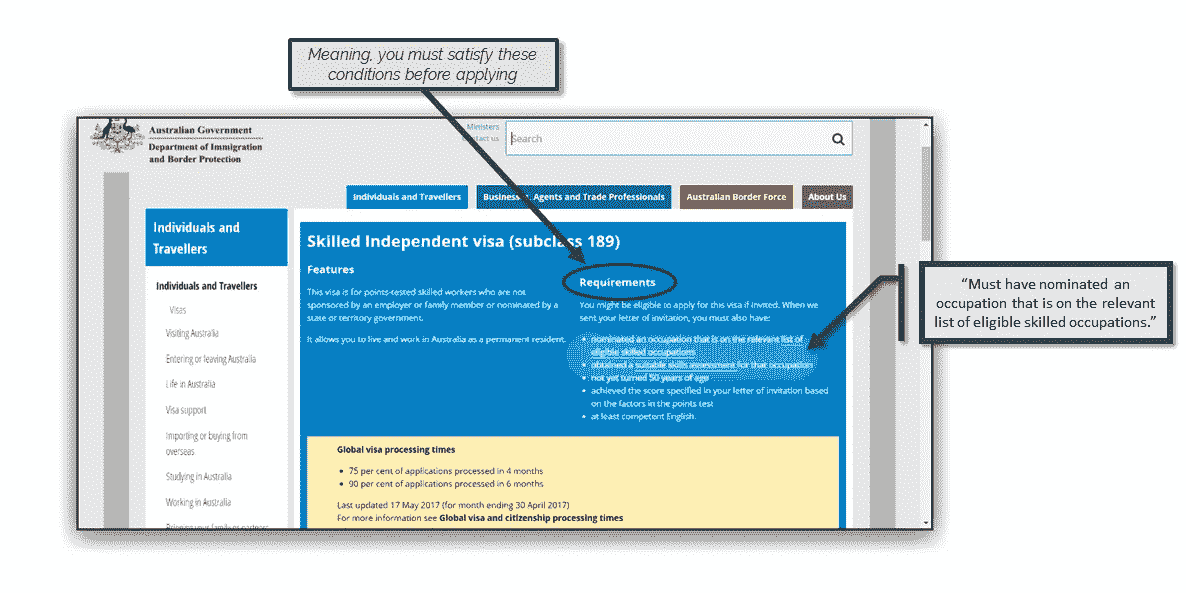 Meaning, you must satisfy these
conditions before applying
Australian Government
Department of Immigration
and Border Protection
Ministers
Contact us
Search
Individuals and Travellers
Business Agents and Trade Professionals
Australian Border Force
About Us
Individuals and
Travellers
Individuals and Travellers
Visas
Visiting Australia
Entering or leaving Australia
Life in Australia
Visa support
Importing or buying from
overseas
Studying in Australia
Working in Australia
Bringing your family or partners
Skilled Independent visa (subclass 189)
Features
This visa is for points-tested skilled workers who are not
sponsored by an employer or family member or nominated by a
state or territory government.
It allows you to live and work in Australia as a permanent resident.
Requirements
You might be eligible to apply for this visa if invited. When we
sent your letter of invitation, you must also have:
• nominated an occupation that is on the relevant list of
eligible skilled occupations
• obtained a suitable skills assessment for that occupation
• not yet turned 50 years of age
• achieved the score specified in your letter of invitation based
on the factors in the points test
• at least competent English.
Global visa processing times
• 75 per cent of applications processed in 4 months
• 90 per cent of applications processed in 6 months
Last updated 17 May 2017 (for month ending 30 April 2017)
For more information see Global visa and citizenship processing times
“Must have nominated an
occupation that is on the relevant
list of eligible skilled occupations.”